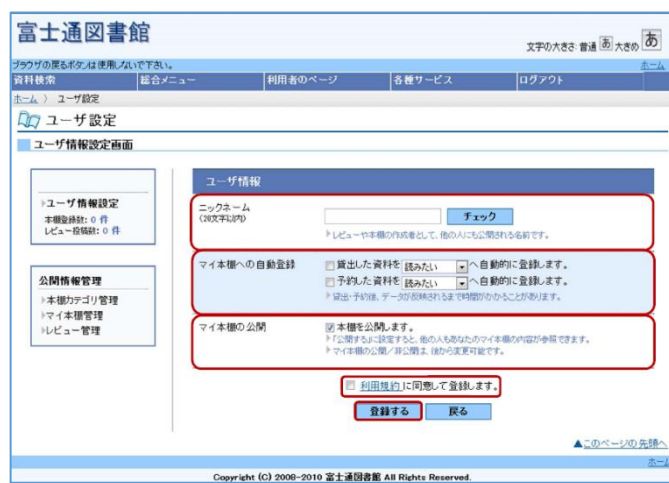 富士通図書館
文字の大きさ: 普通 あ 大きめ あ
ブラウザの戻るボタンは使用しないで下さい。 ホーム
資料検索 総合メニュー 利用者のページ 各種サービス ログアウト
ホーム 〉 ユーザ設定
ユーザ設定
ユーザ情報設定画面
ユーザ情報設定
本棚登録数: 0 件
レビュー投稿数: 0 件
公開情報管理
本棚カテゴリ管理
マイ本棚管理
レビュー管理
ユーザ情報
ニックネーム
(20文字以内)
チェック
レビューや本棚の作成者として、他の人にも公開される名前です。
マイ本棚への自動登録
貸出した資料を 読みたい へ自動的に登録します。
予約した資料を 読みたい へ自動的に登録します。
貸出・予約後、データが反映されるまで時間がかかることがあります。
マイ本棚の公開
本棚を公開します。
「公開する」に設定すると、他の人もあなたのマイ本棚の内容が参照できます。
マイ本棚の公開/非公開は、後から変更可能です。
利用規約 に同意して登録します。
登録する 戻る
▲このページの先頭へ
ホーム
Copyright (C) 2008-2010 富士通図書館 All Rights Reserved.